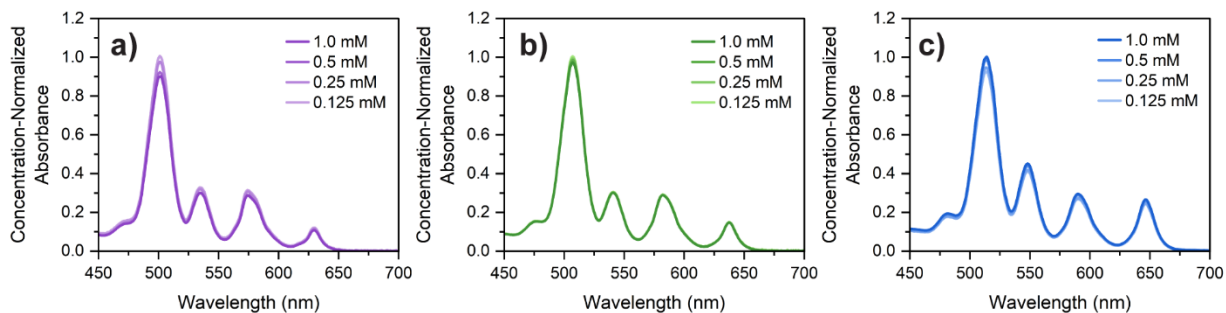 a)
1.2
1.0
0.8
0.6
0.4
0.2
0.0
Concentration-Normalized
Absorbance
1.0 mM
0.5 mM
0.25 mM
0.125 mM
450 500 550 600 650 700
Wavelength (nm)
b)
1.2
1.0
0.8
0.6
0.4
0.2
0.0
Concentration-Normalized
Absorbance
1.0 mM
0.5 mM
0.25 mM
0.125 mM
450 500 550 600 650 700
Wavelength (nm)
c)
1.2
1.0
0.8
0.6
0.4
0.2
0.0
Concentration-Normalized
Absorbance
1.0 mM
0.5 mM
0.25 mM
0.125 mM
450 500 550 600 650 700
Wavelength (nm)